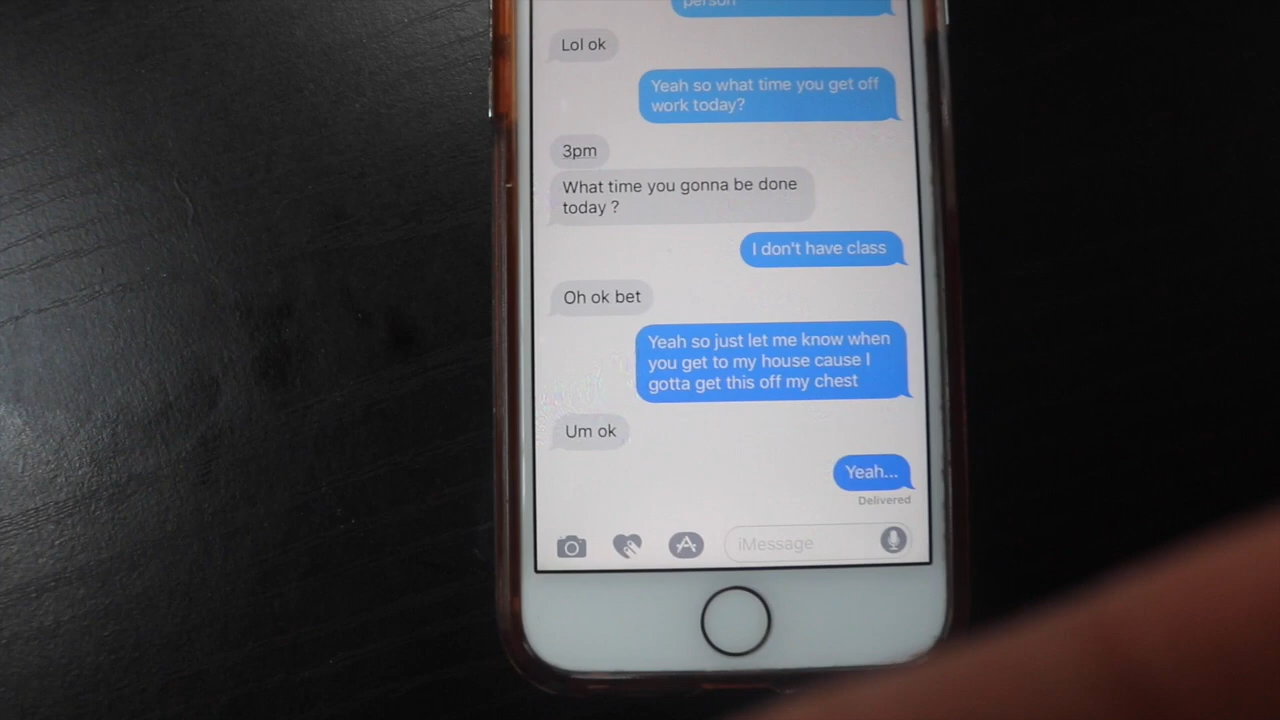 person
Lol ok
Yeah so what time you get off
work today?
3pm
What time you gonna be done
today ?
I don't have class
Oh ok bet
Yeah so just let me know when
you get to my house cause I
gotta get this off my chest
Um ok
Yeah...
Delivered
iMessage